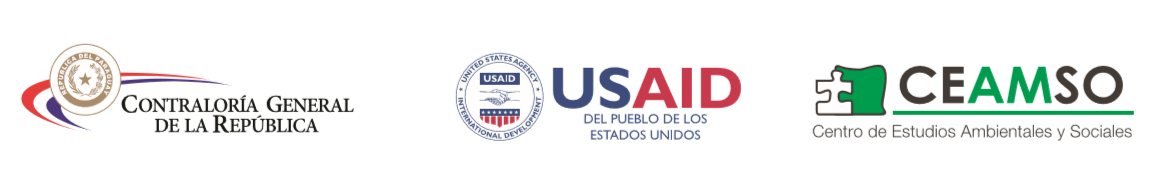 REPÚBLICA DEL PARAGUAY
CONTRALORÍA GENERAL
DE LA REPÚBLICA
UNITED STATES AGENCY
INTERNATIONAL DEVELOPMENT
USAID
USAID
DEL PUEBLO DE LOS
ESTADOS UNIDOS
CEAMSO
Centro de Estudios Ambientales y Sociales